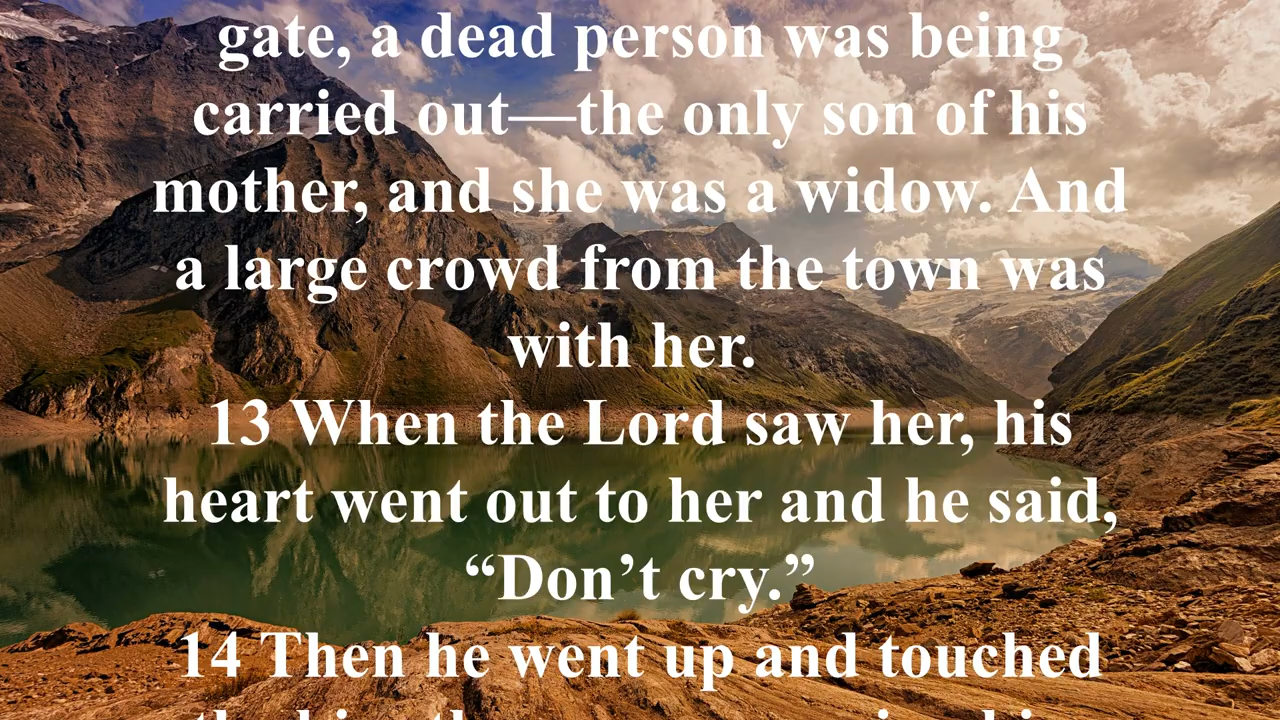 gate, a dead person was being
carried out—the only son of his
mother, and she was a widow. And
a large crowd from the town was
with her.
13 When the Lord saw her, his
heart went out to her and he said,
“Don’t cry.”
14 Then he went up and touched